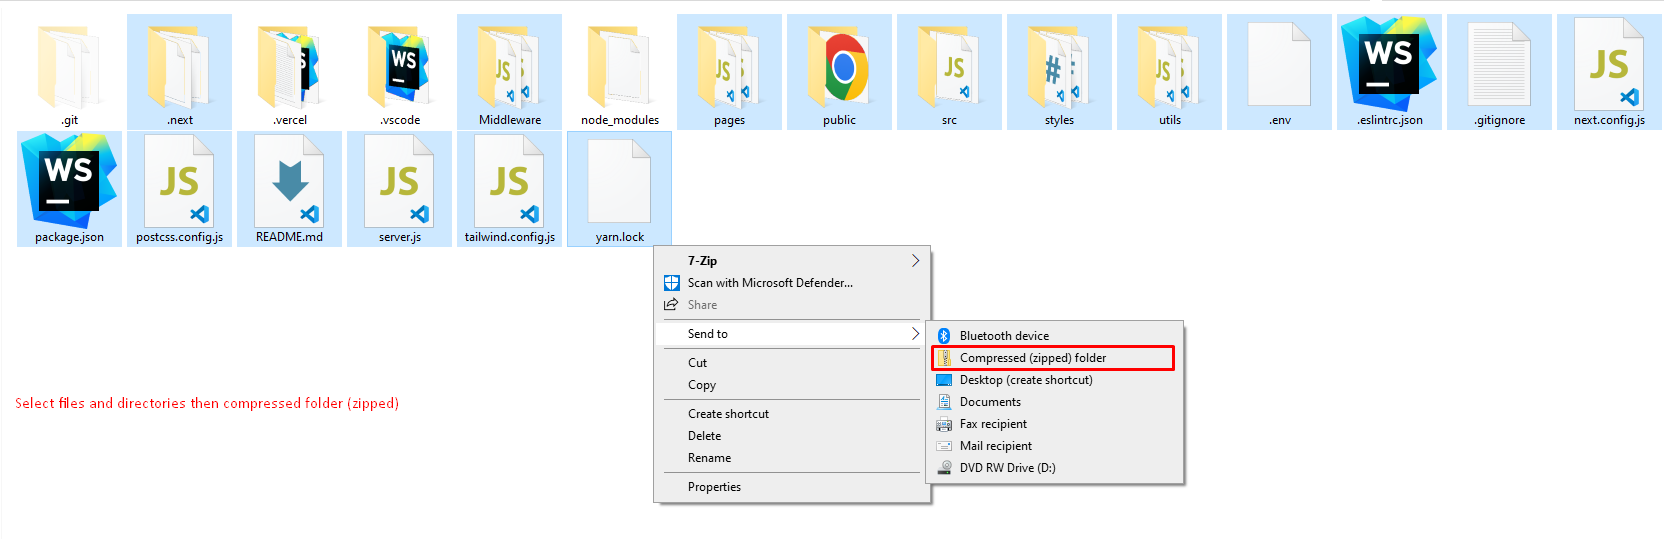 .git
.next
.vercel
.vscode
Middleware
node_modules
pages
public
src
styles
utils
.env
.eslintrc.json
.gitignore
next.config.js
package.json
postcss.config.js
README.md
server.js
tailwind.config.js
yarn.lock
7-Zip
Scan with Microsoft Defender...
Share
Send to
Cut
Copy
Create shortcut
Delete
Rename
Properties
Bluetooth device
Compressed (zipped) folder
Desktop (create shortcut)
Documents
Fax recipient
Mail recipient
DVD RW Drive (D:)
Select files and directories then compressed folder (zipped)
JS
WS
WS
JS
JS
JS
JS